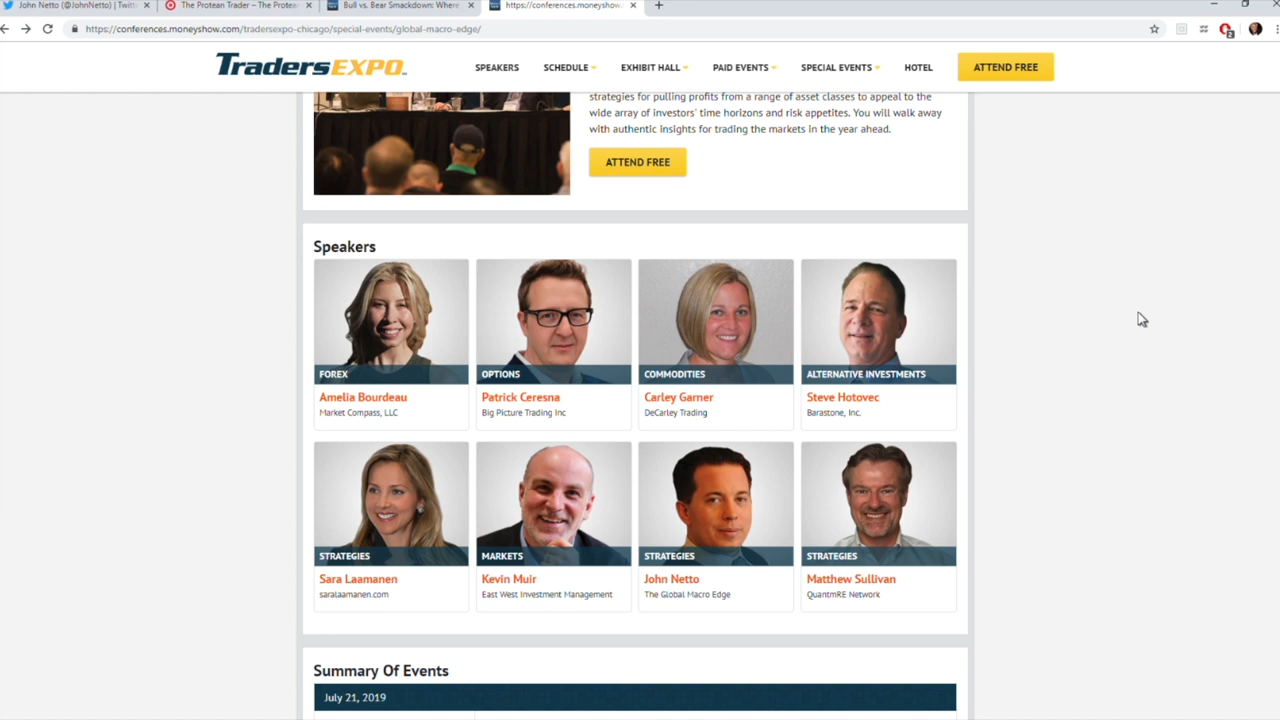 John Netto (@JohnNetto) | Twitt
The Protean Trader – The Protean
Bull vs. Bear Smackdown: Where
https://conferences.moneyshow.
https://conferences.moneyshow.com/tradersexpo-chicago/special-events/global-macro-edge/
TradersEXPO
SPEAKERS
SCHEDULE
EXHIBIT HALL
PAID EVENTS
SPECIAL EVENTS
HOTEL
ATTEND FREE
strategies for pulling profits from a range of asset classes to appeal to the
wide array of investors' time horizons and risk appetites. You will walk away
with authentic insights for trading the markets in the year ahead.
ATTEND FREE
Speakers
FOREX
Amelia Bourdeau
Market Compass, LLC
OPTIONS
Patrick Ceresna
Big Picture Trading Inc
COMMODITIES
Carley Garner
DeCarley Trading
ALTERNATIVE INVESTMENTS
Steve Hotovec
Barastone, Inc.
STRATEGIES
Sara Laamanen
saralaamanen.com
MARKETS
Kevin Muir
East West Investment Management
STRATEGIES
John Netto
The Global Macro Edge
STRATEGIES
Matthew Sullivan
QuantmRE Network
Summary Of Events
July 21, 2019